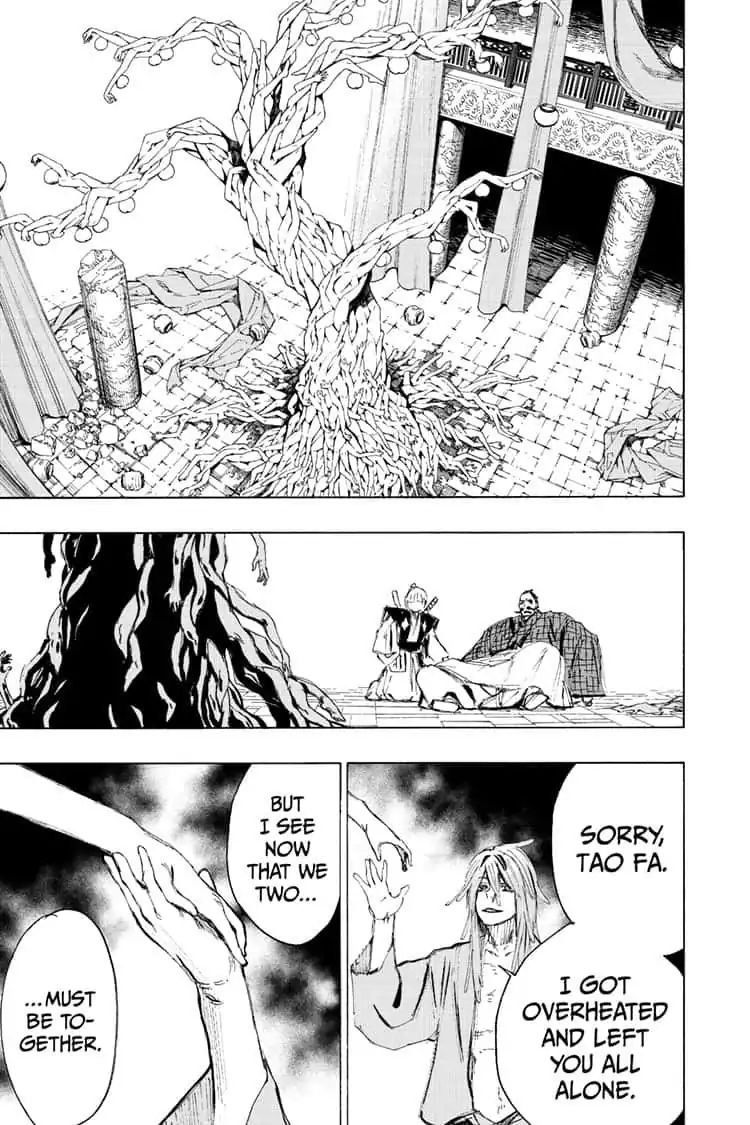 SORRY,
TAO FA.
I GOT
OVERHEATED
AND LEFT
YOU ALL
ALONE.
BUT
I SEE
NOW
THAT WE
TWO...
...MUST
BE TO-
GETHER.